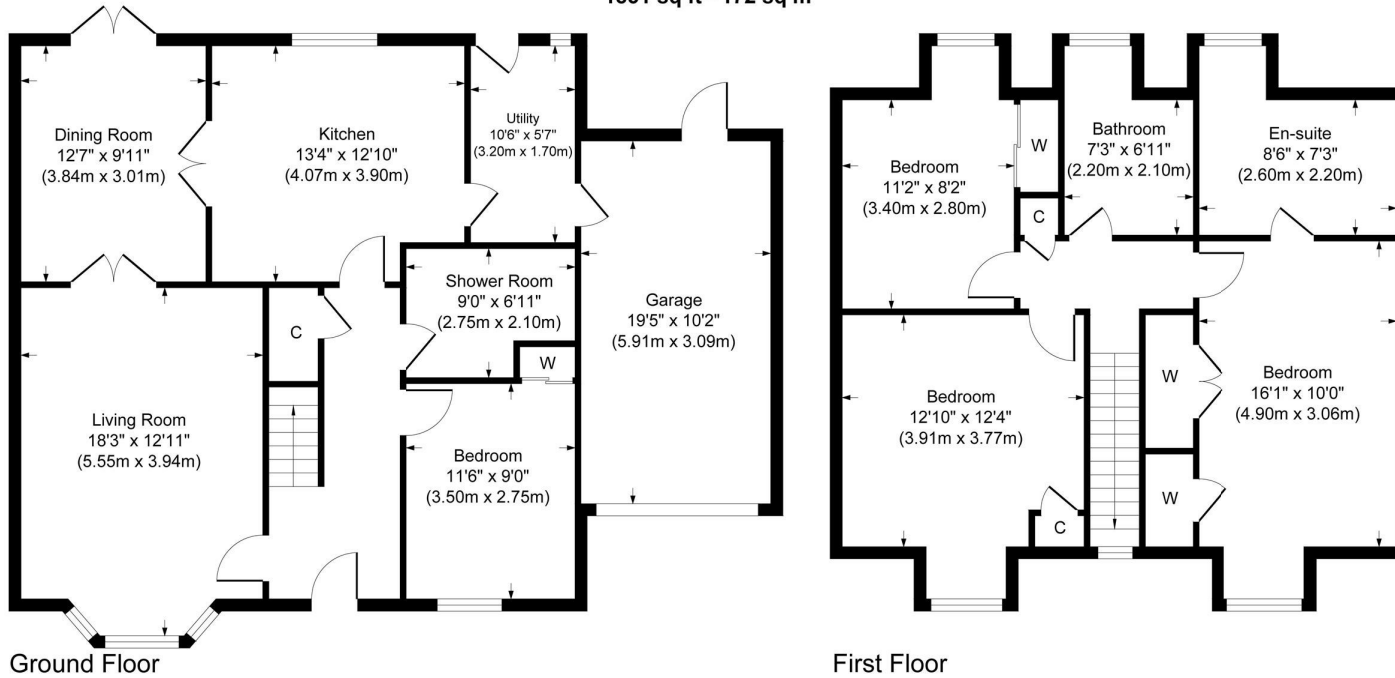 Dining Room
12'7" x 9'11"
(3.84m x 3.01m)
Kitchen
13'4" x 12'10"
(4.07m x 3.90m)
Utility
10'6" x 5'7"
(3.20m x 1.70m)
Shower Room
9'0" x 6'11"
(2.75m x 2.10m)
Garage
19'5" x 10'2"
(5.91m x 3.09m)
C
W
Living Room
18'3" x 12'11"
(5.55m x 3.94m)
Bedroom
11'6" x 9'0"
(3.50m x 2.75m)
Ground Floor
Bedroom
11'2" x 8'2"
(3.40m x 2.80m)
W
C
Bathroom
7'3" x 6'11"
(2.20m x 2.10m)
En-suite
8'6" x 7'3"
(2.60m x 2.20m)
Bedroom
12'10" x 12'4"
(3.91m x 3.77m)
C
W
W
Bedroom
16'1" x 10'0"
(4.90m x 3.06m)
First Floor